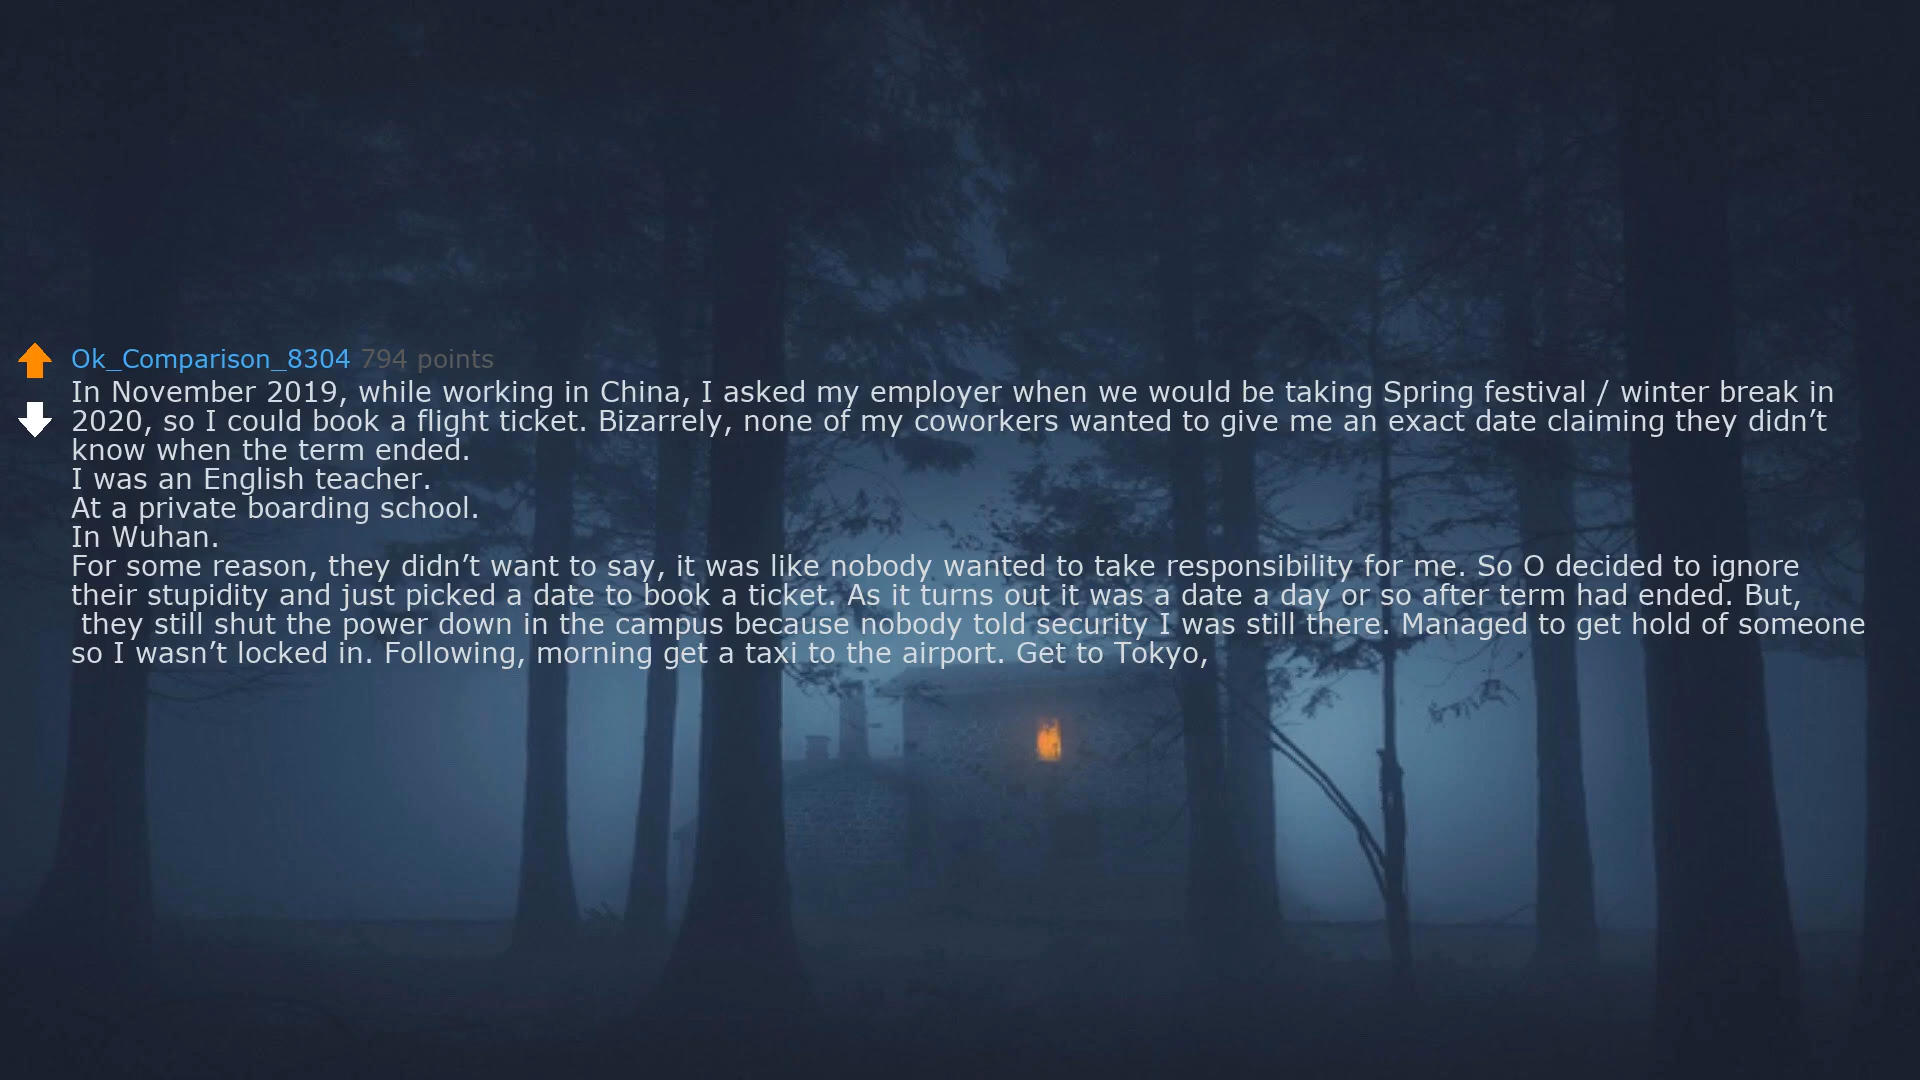 Ok_Comparison_8304 794 points
In November 2019, while working in China, I asked my employer when we would be taking Spring festival / winter break in
2020, so I could book a flight ticket. Bizarrely, none of my coworkers wanted to give me an exact date claiming they didn’t
know when the term ended.
I was an English teacher.
At a private boarding school.
In Wuhan.
For some reason, they didn’t want to say, it was like nobody wanted to take responsibility for me. So O decided to ignore
their stupidity and just picked a date to book a ticket. As it turns out it was a date a day or so after term had ended. But,
they still shut the power down in the campus because nobody told security I was still there. Managed to get hold of someone
so I wasn’t locked in. Following, morning get a taxi to the airport. Get to Tokyo,